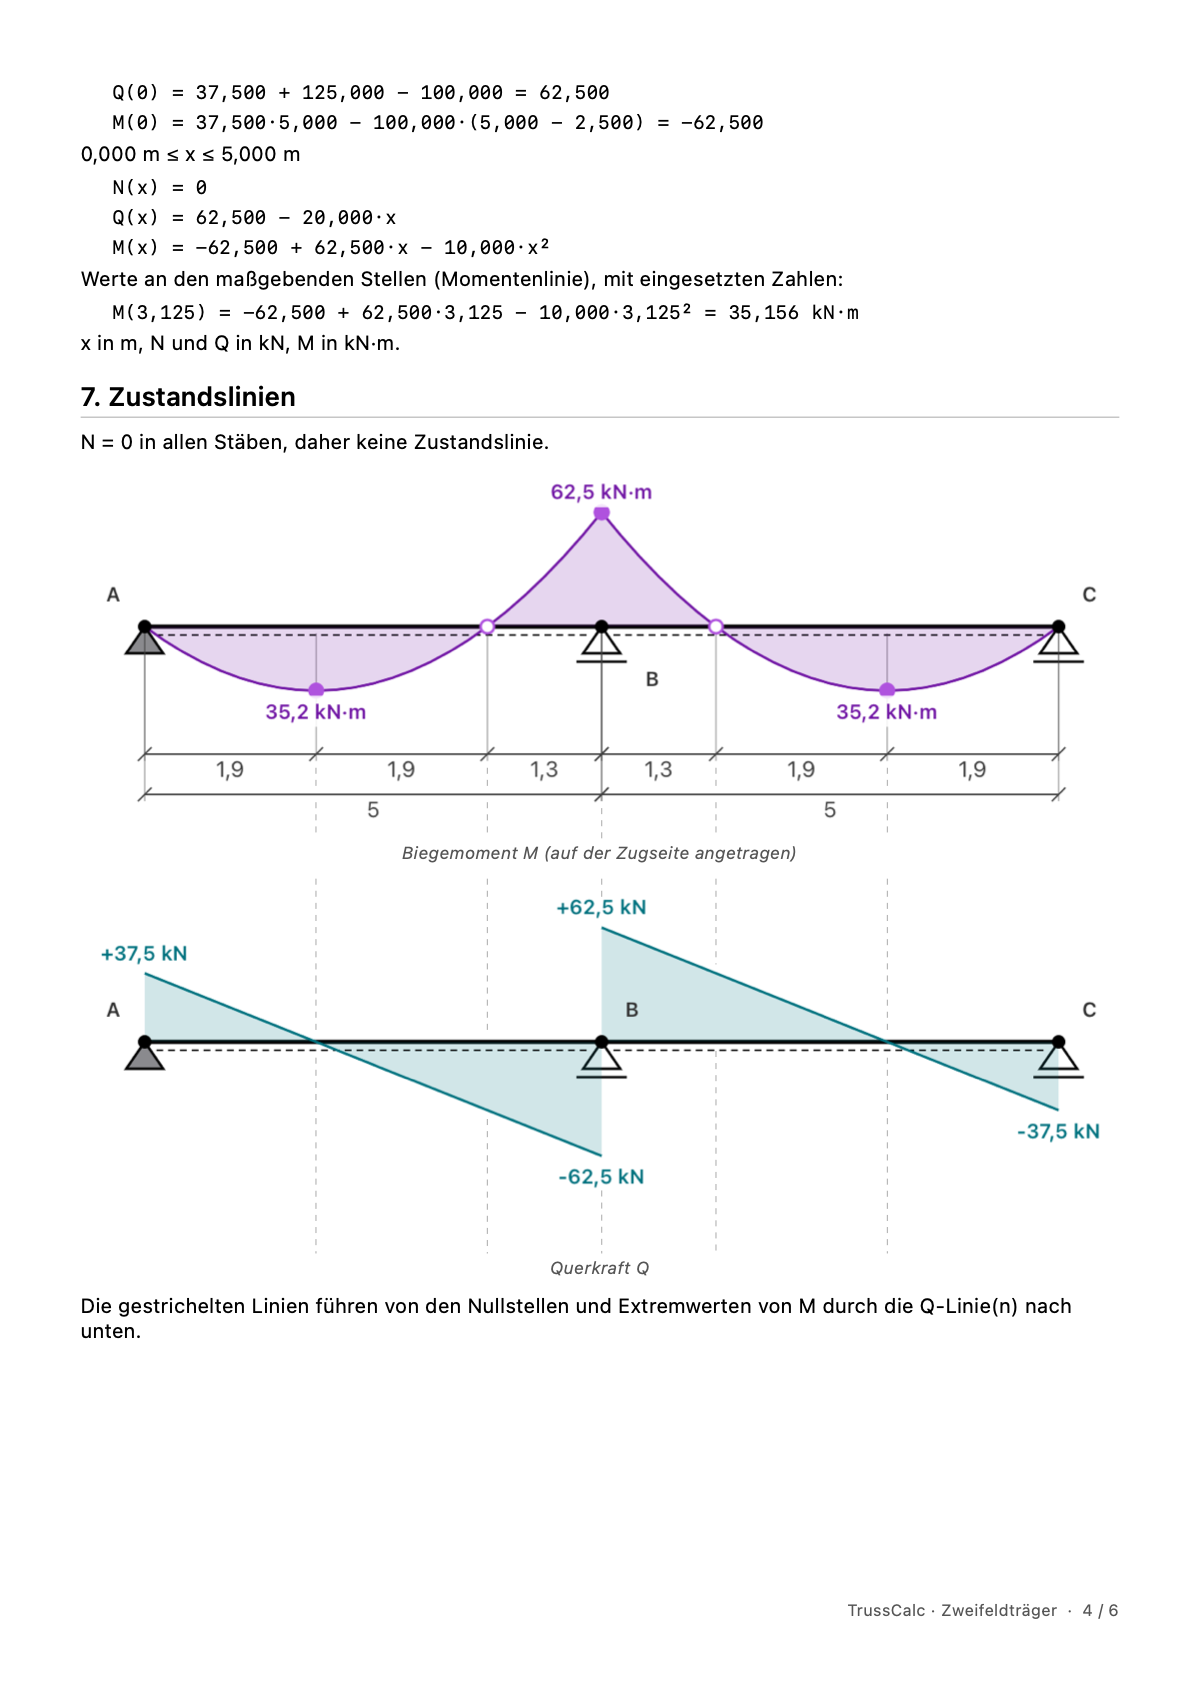 Q(0) = 37,500 + 125,000 − 100,000 = 62,500
M(0) = 37,500·5,000 − 100,000·(5,000 − 2,500) = −62,500
0,000 m ≤ x ≤ 5,000 m
N(x) = 0
Q(x) = 62,500 − 20,000·x
M(x) = −62,500 + 62,500·x − 10,000·x²
Werte an den maßgebenden Stellen (Momentenlinie), mit eingesetzten Zahlen:
M(3,125) = −62,500 + 62,500·3,125 − 10,000·3,125² = 35,156 kN·m
x in m, N und Q in kN, M in kN·m.
7. Zustandslinien
N = 0 in allen Stäben, daher keine Zustandslinie.
62,5 kN·m
A
C
B
35,2 kN·m
35,2 kN·m
1,9
1,9
1,3
1,3
1,9
1,9
5
5
Biegemoment M (auf der Zugseite angetragen)
+62,5 kN
+37,5 kN
A
B
C
-37,5 kN
-62,5 kN
Querkraft Q
Die gestrichelten Linien führen von den Nullstellen und Extremwerten von M durch die Q-Linie(n) nach
unten.
TrussCalc · Zweifeldträger · 4 / 6